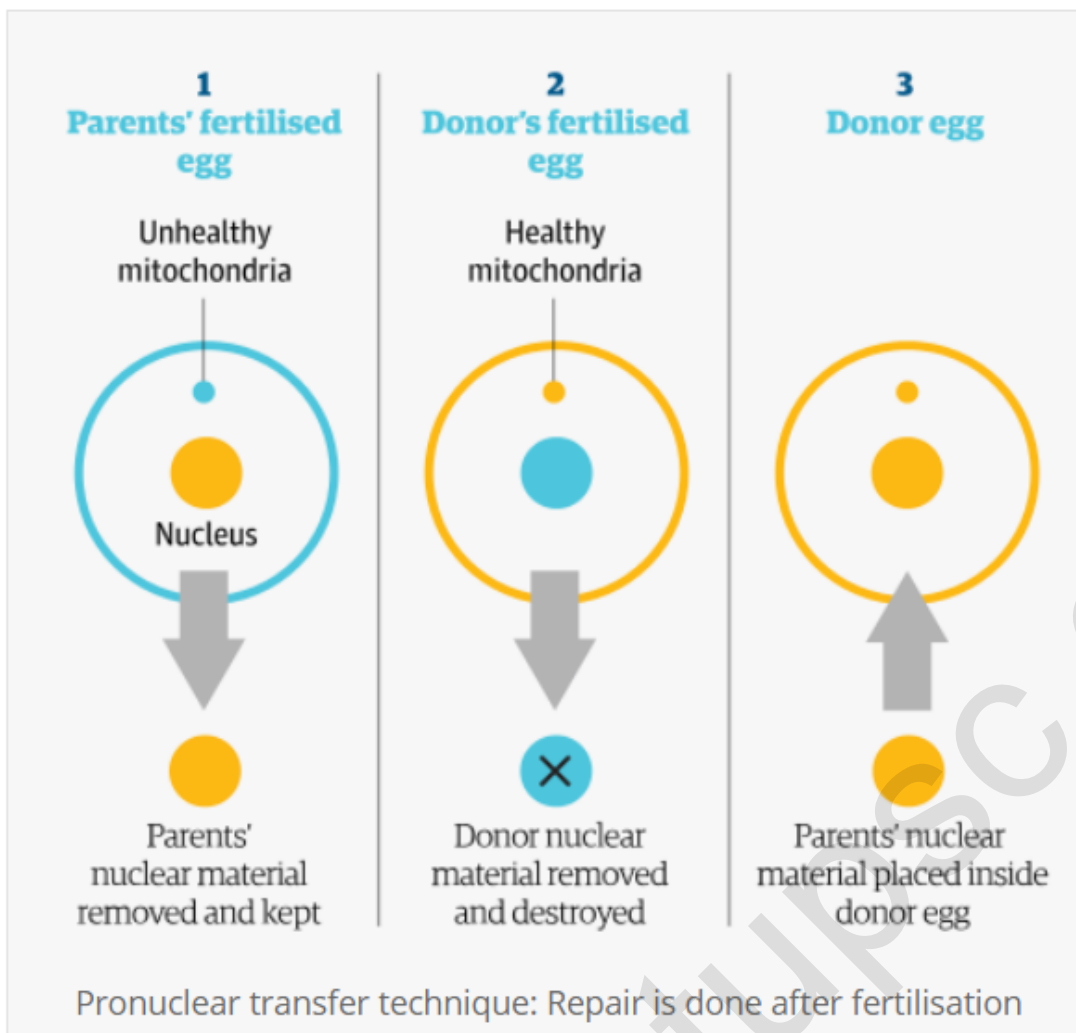 1
Parents' fertilised
egg
Unhealthy
mitochondria
Nucleus
Parents'
nuclear material
removed and kept
2
Donor's fertilised
egg
Healthy
mitochondria
Donor nuclear
material removed
and destroyed
3
Donor egg
Parents' nuclear
material placed inside
donor egg
Pronuclear transfer technique: Repair is done after fertilisation